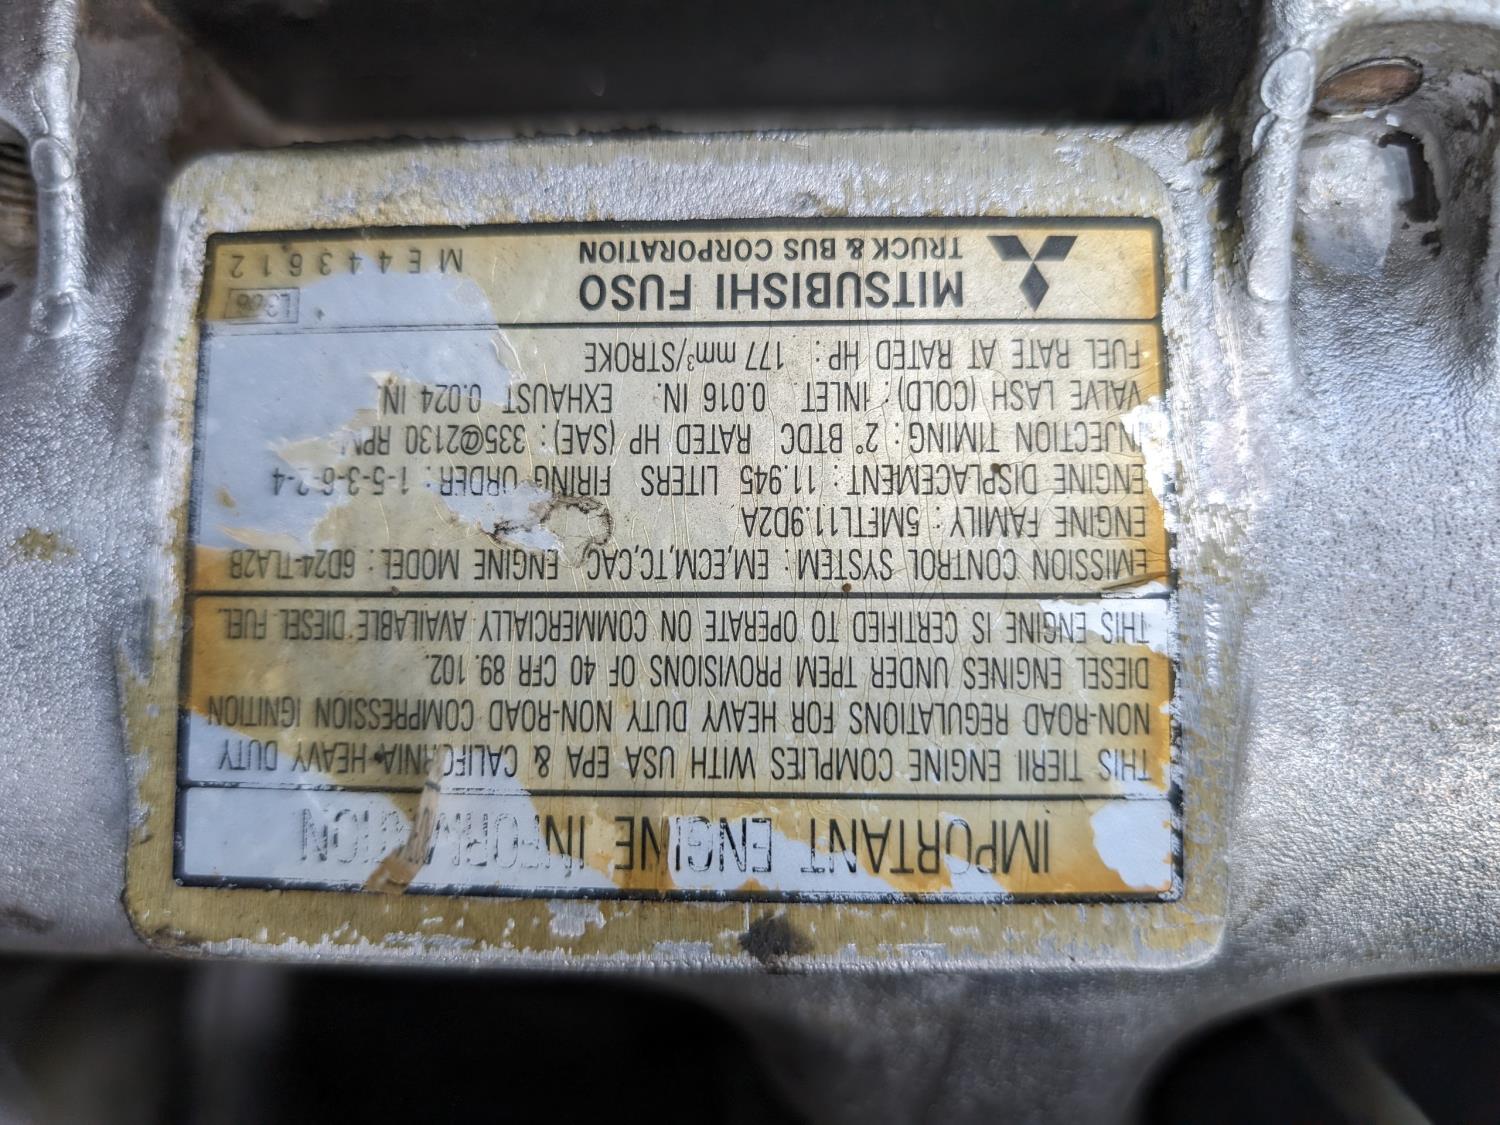 IMPORTANT ENGINE INFORMATION
THIS TIERII ENGINE COMPLIES WITH USA EPA & CALIFORNIA HEAVY DUTY
NON-ROAD REGULATIONS FOR HEAVY DUTY NON-ROAD COMPRESSION IGNITION
DIESEL ENGINES UNDER TPEM PROVISIONS OF 40 CFR 89.102.
THIS ENGINE IS CERTIFIED TO OPERATE ON COMMERCIALLY AVAILABLE DIESEL FUEL.
EMISSION CONTROL SYSTEM : EM,ECM,TC,CAC ENGINE MODEL : 6D24-TLA2B
ENGINE FAMILY : 5MFTL11.9D2A
ENGINE DISPLACEMENT : 11.945 LITERS FIRING ORDER : 1-5-3-6-2-4
INJECTION TIMING : 2° BTDC RATED HP (SAE) : 335@2130 RPM
VALVE LASH (COLD) : INLET 0.016 IN. EXHAUST 0.024 IN.
FUEL RATE AT RATED HP : 177 mm³/STROKE
MITSUBISHI FUSO L306
TRUCK & BUS CORPORATION ME443612